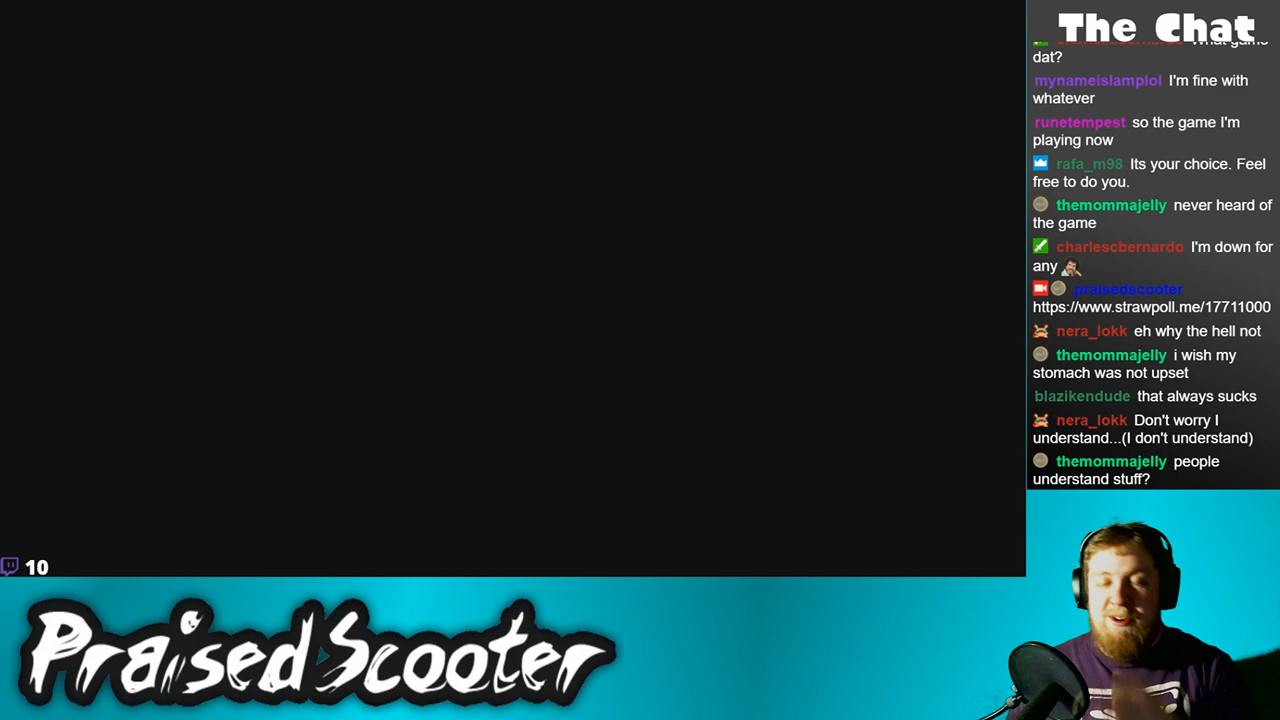 The Chat
dat?
mynameislamplol I'm fine with
whatever
runetempest so the game I'm
playing now
rafa_m98 Its your choice. Feel
free to do you.
themommajelly never heard of
the game
charlescbernardo I'm down for
any
praisedscooter
https://www.strawpoll.me/17711000
nera_lokk eh why the hell not
themommajelly i wish my
stomach was not upset
blazikendude that always sucks
nera_lokk Don't worry I
understand...(I don't understand)
themommajelly people
understand stuff?
10
PraisedScooter